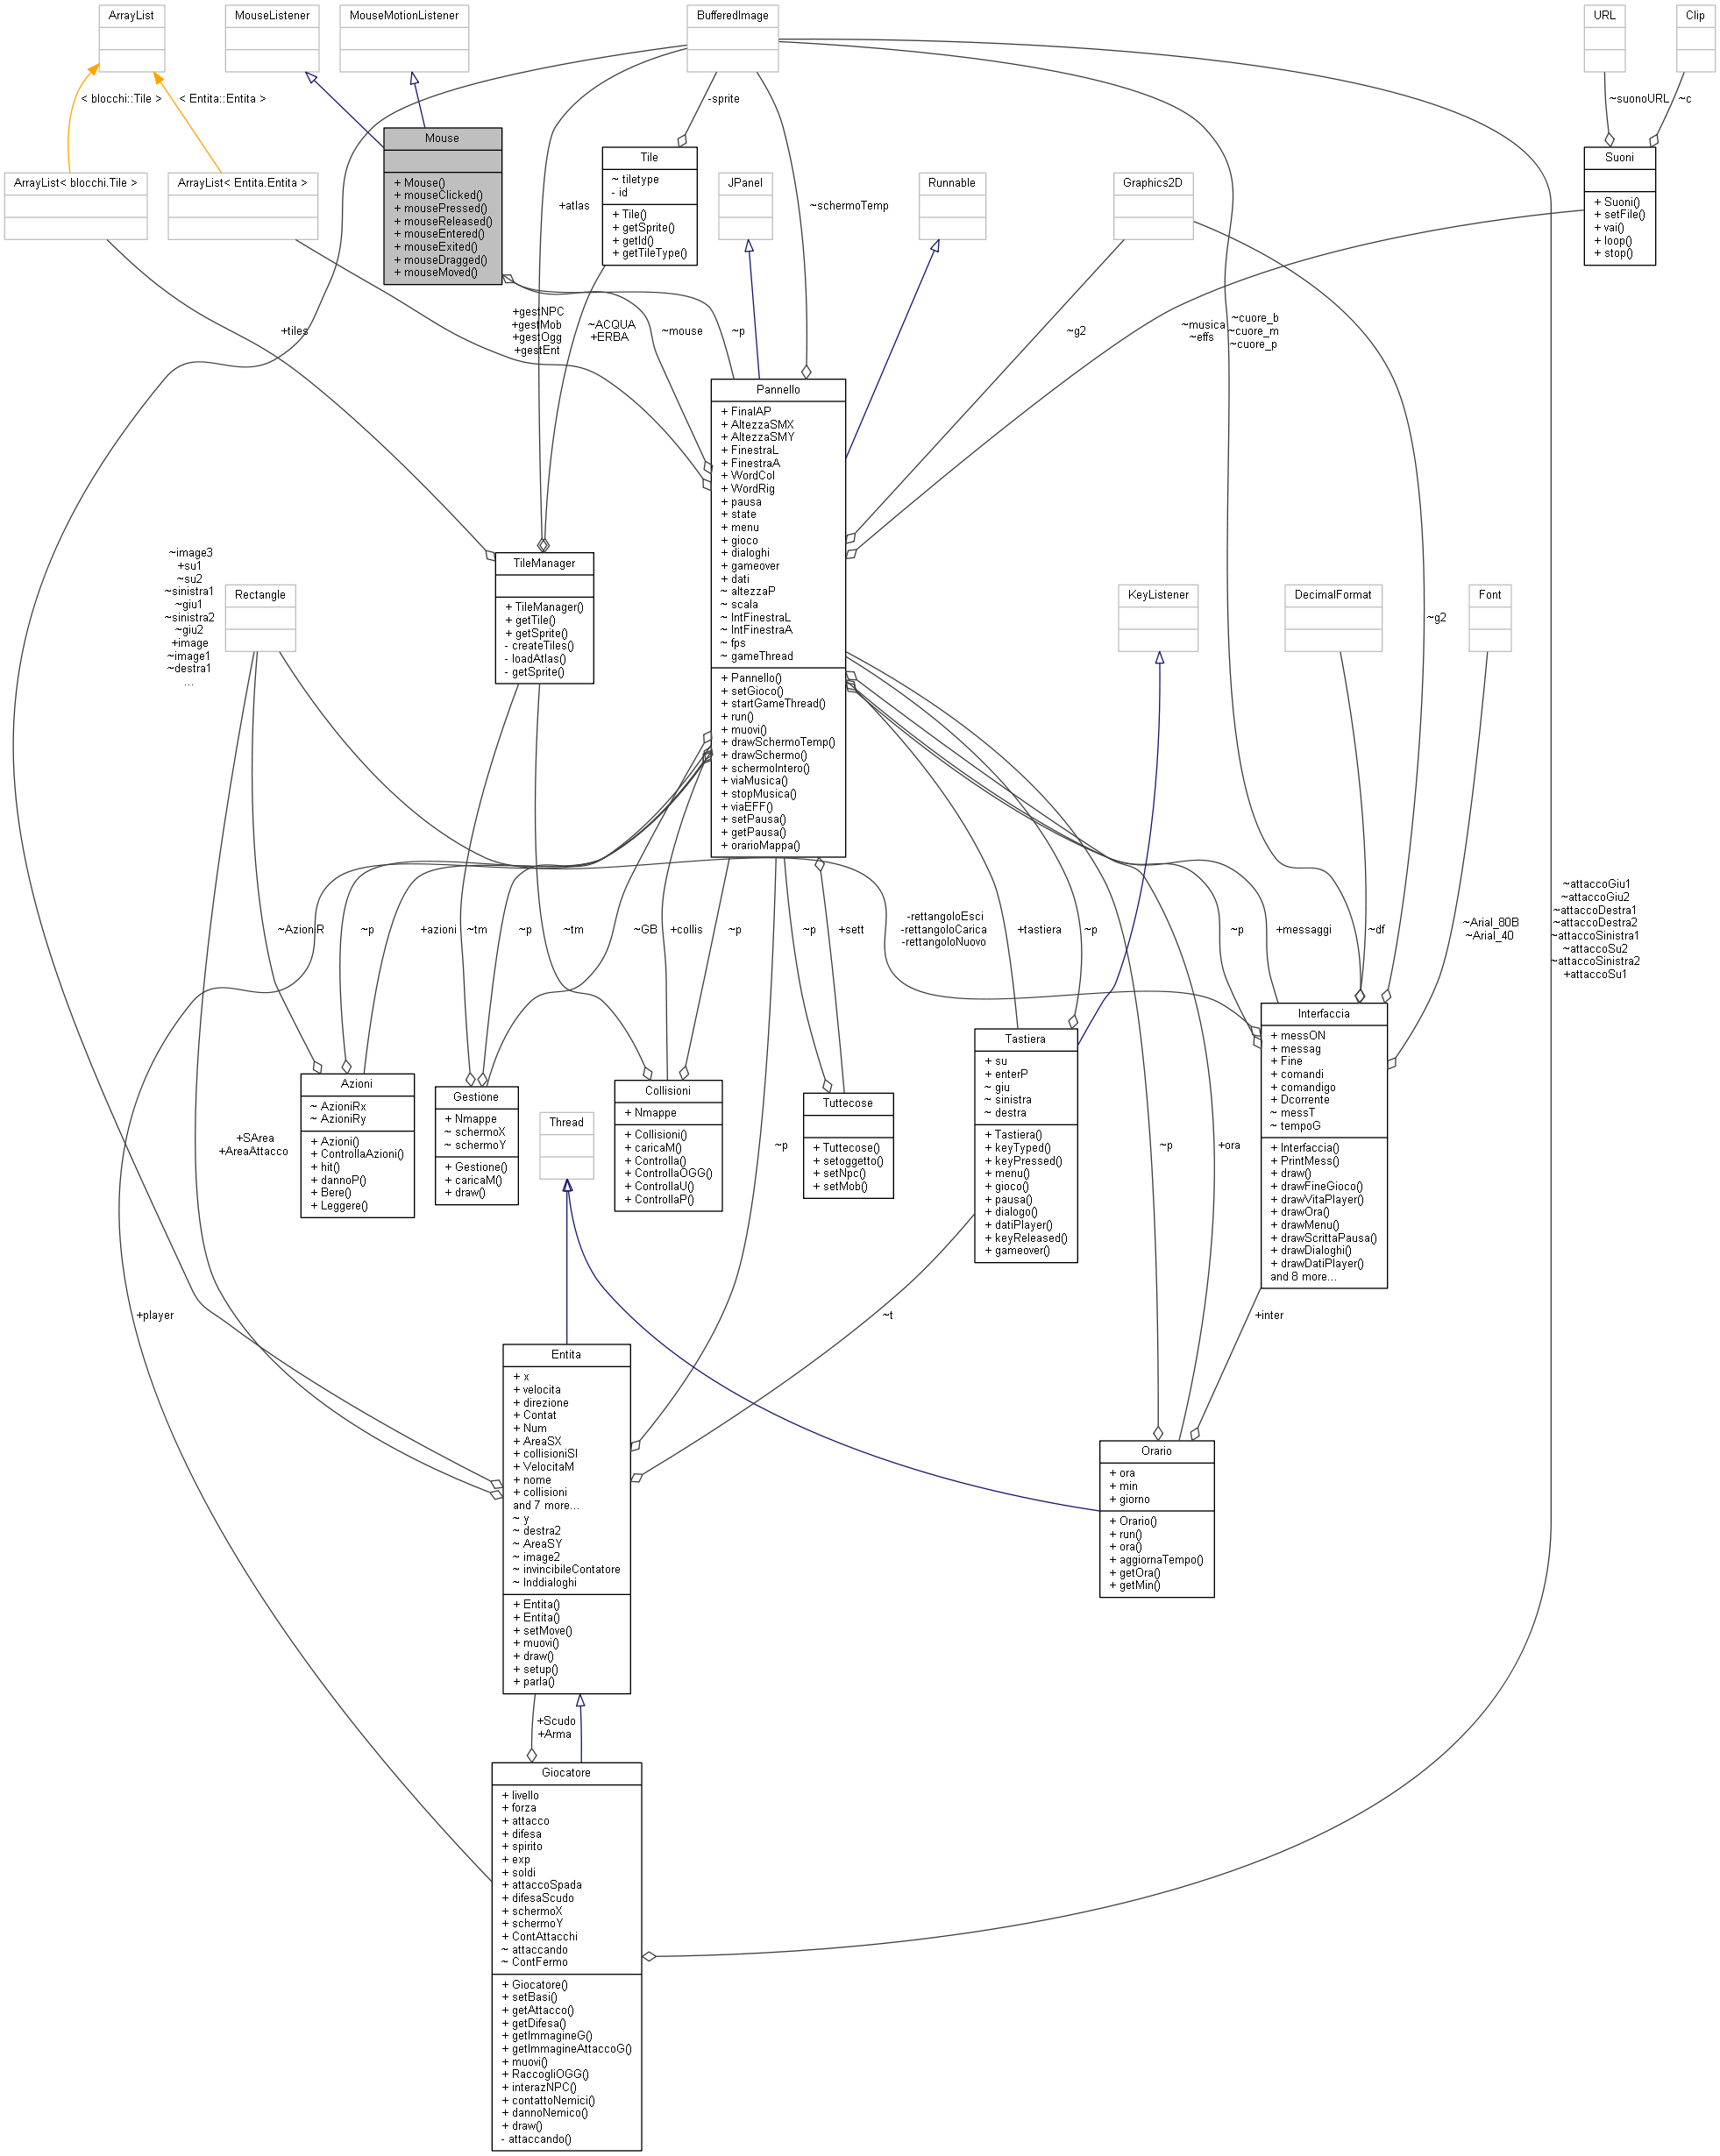 ArrayList
MouseListener
MouseMotionListener
BufferedImage
URL
Clip
< blocchi::Tile >
< Entita::Entita >
-sprite
~suonoURL
~c
Mouse
+ Mouse()
+ mouseClicked()
+ mousePressed()
+ mouseReleased()
+ mouseEntered()
+ mouseExited()
+ mouseDragged()
+ mouseMoved()
ArrayList< blocchi.Tile >
ArrayList< Entita.Entita >
+atlas
Tile
~ tiletype
- id
+ Tile()
+ getSprite()
+ getId()
+ getTileType()
JPanel
~schermoTemp
Runnable
Graphics2D
Suoni
+ Suoni()
+ setFile()
+ vai()
+ loop()
+ stop()
+tiles
+gestNPC
+gestMob
+gestOgg
+gestEnt
~ACQUA
+ERBA
~mouse
~p
~g2
~musica
~effs
~cuore_b
~cuore_m
~cuore_p
Pannello
+ FinalAP
+ AltezzaSMX
+ AltezzaSMY
+ FinestraL
+ FinestraA
+ WordCol
+ WordRig
+ pausa
+ state
+ menu
+ gioco
+ dialoghi
+ gameover
+ dati
~ altezzaP
~ scala
~ IntFinestraL
~ IntFinestraA
~ fps
~ gameThread
+ Pannello()
+ setGioco()
+ startGameThread()
+ run()
+ muovi()
+ drawSchermoTemp()
+ drawSchermo()
+ schermoIntero()
+ viaMusica()
+ stopMusica()
+ viaEFF()
+ setPausa()
+ getPausa()
+ orarioMappa()
~image3
+su1
~su2
~sinistra1
~giu1
~sinistra2
~giu2
+image
~image1
~destra1
...
Rectangle
TileManager
+ TileManager()
+ getTile()
+ getSprite()
- createTiles()
- loadAtlas()
- getSprite()
KeyListener
DecimalFormat
Font
~g2
~AzioniR
~p
+azioni
~tm
~p
~tm
~GB
+collis
~p
~p
+sett
-rettangoloEsci
-rettangoloCarica
-rettangoloNuovo
+tastiera
~p
~p
+messaggi
~df
~Arial_80B
~Arial_40
~attaccoGiu1
~attaccoGiu2
~attaccoDestra1
~attaccoDestra2
~attaccoSinistra1
~attaccoSu2
~attaccoSinistra2
+attaccoSu1
Azioni
~ AzioniRx
~ AzioniRy
+ Azioni()
+ ControllaAzioni()
+ hit()
+ dannoP()
+ Bere()
+ Leggere()
Gestione
+ Nmappe
~ schermoX
~ schermoY
+ Gestione()
+ caricaM()
+ draw()
Collisioni
+ Nmappe
+ Collisioni()
+ caricaM()
+ Controlla()
+ ControllaOGG()
+ ControllaU()
+ ControllaP()
Tuttecose
+ Tuttecose()
+ setoggetto()
+ setNpc()
+ setMob()
Tastiera
+ su
+ enterP
~ giu
~ sinistra
~ destra
+ Tastiera()
+ keyTyped()
+ keyPressed()
+ menu()
+ gioco()
+ pausa()
+ dialogo()
+ datiPlayer()
+ keyReleased()
+ gameover()
Interfaccia
+ messON
+ messag
+ Fine
+ comandi
+ comandigo
+ Dcorrente
~ messT
~ tempoG
+ Interfaccia()
+ PrintMess()
+ draw()
+ drawFineGioco()
+ drawVitaPlayer()
+ drawOra()
+ drawMenu()
+ drawScrittaPausa()
+ drawDialoghi()
+ drawDatiPlayer()
and 8 more...
Thread
+SArea
+AreaAttacco
~p
~p
+ora
+player
~t
+inter
Entita
+ x
+ velocita
+ direzione
+ Contat
+ Num
+ AreaSX
+ collisioniSI
+ VelocitaM
+ nome
+ collisioni
and 7 more...
~ y
~ destra2
~ AreaSY
~ image2
~ invincibileContatore
~ Inddialoghi
+ Entita()
+ Entita()
+ setMove()
+ muovi()
+ draw()
+ setup()
+ parla()
Orario
+ ora
+ min
+ giorno
+ Orario()
+ run()
+ ora()
+ aggiornaTempo()
+ getOra()
+ getMin()
+Scudo
+Arma
Giocatore
+ livello
+ forza
+ attacco
+ difesa
+ spirito
+ exp
+ soldi
+ attaccoSpada
+ difesaScudo
+ schermoX
+ schermoY
+ ContAttacchi
~ attaccando
~ ContFermo
+ Giocatore()
+ setBasi()
+ getAttacco()
+ getDifesa()
+ getImmagineG()
+ getImmagineAttaccoG()
+ muovi()
+ RaccogliOGG()
+ interazNPC()
+ contattoNemici()
+ dannoNemico()
+ draw()
- attaccando()